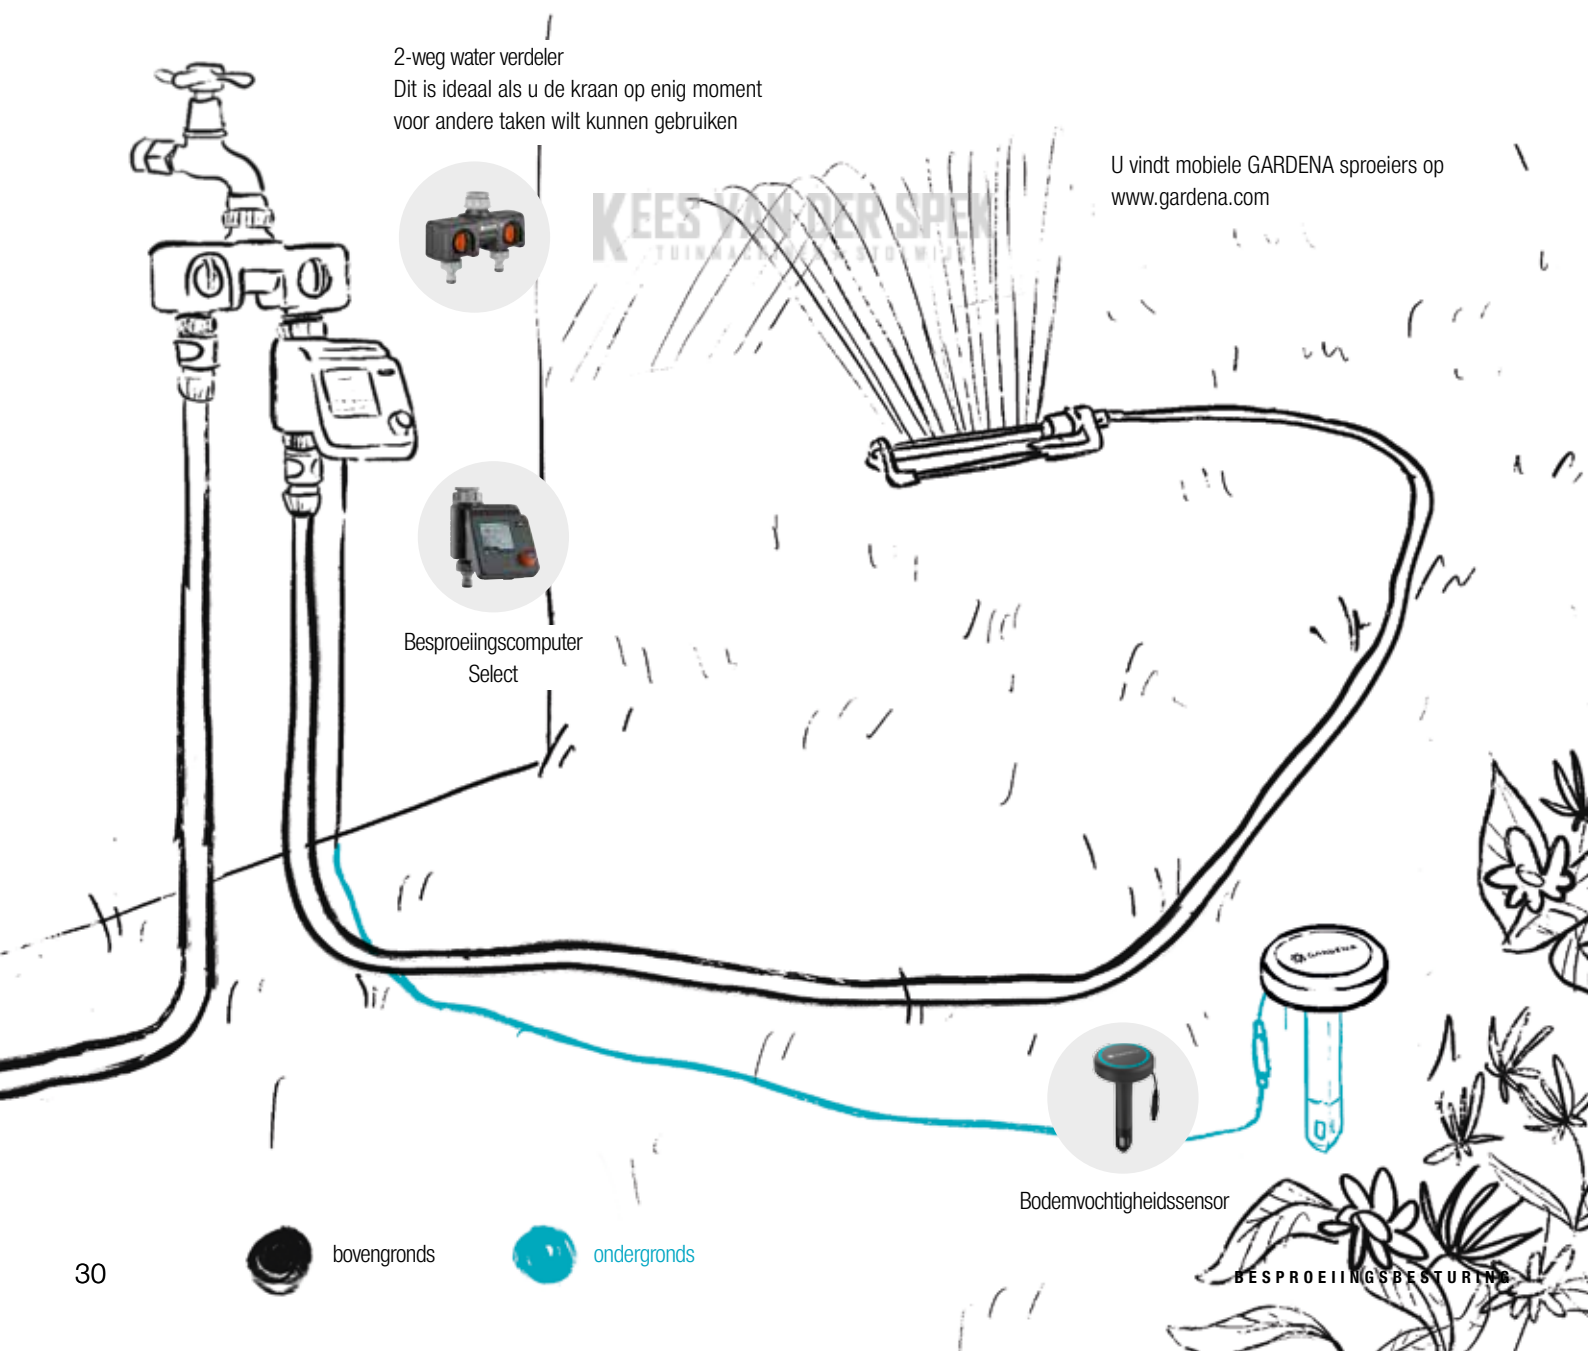 2-weg water verdeler
Dit is ideaal als u de kraan op enig moment
voor andere taken wilt kunnen gebruiken
U vindt mobiele GARDENA sproeiers op
www.gardena.com
KEES VAN DER SPEK
Besproeiingscomputer
Select
GARDENA
Bodemvochtigheidssensor
bovengronds
ondergronds
30
BESPROEIINGSBESTURING